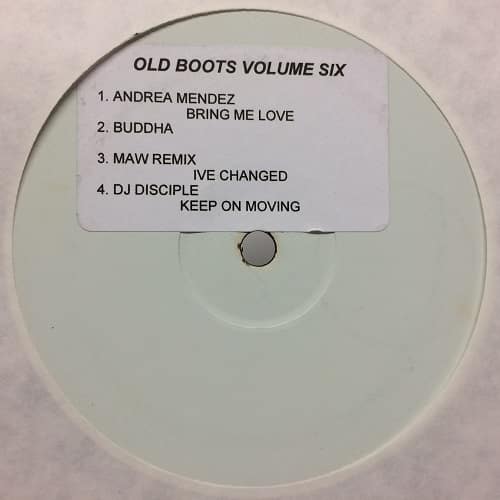 OLD BOOTS VOLUME SIX
1. ANDREA MENDEZ
BRING ME LOVE
2. BUDDHA
3. MAW REMIX
IVE CHANGED
4. DJ DISCIPLE
KEEP ON MOVING